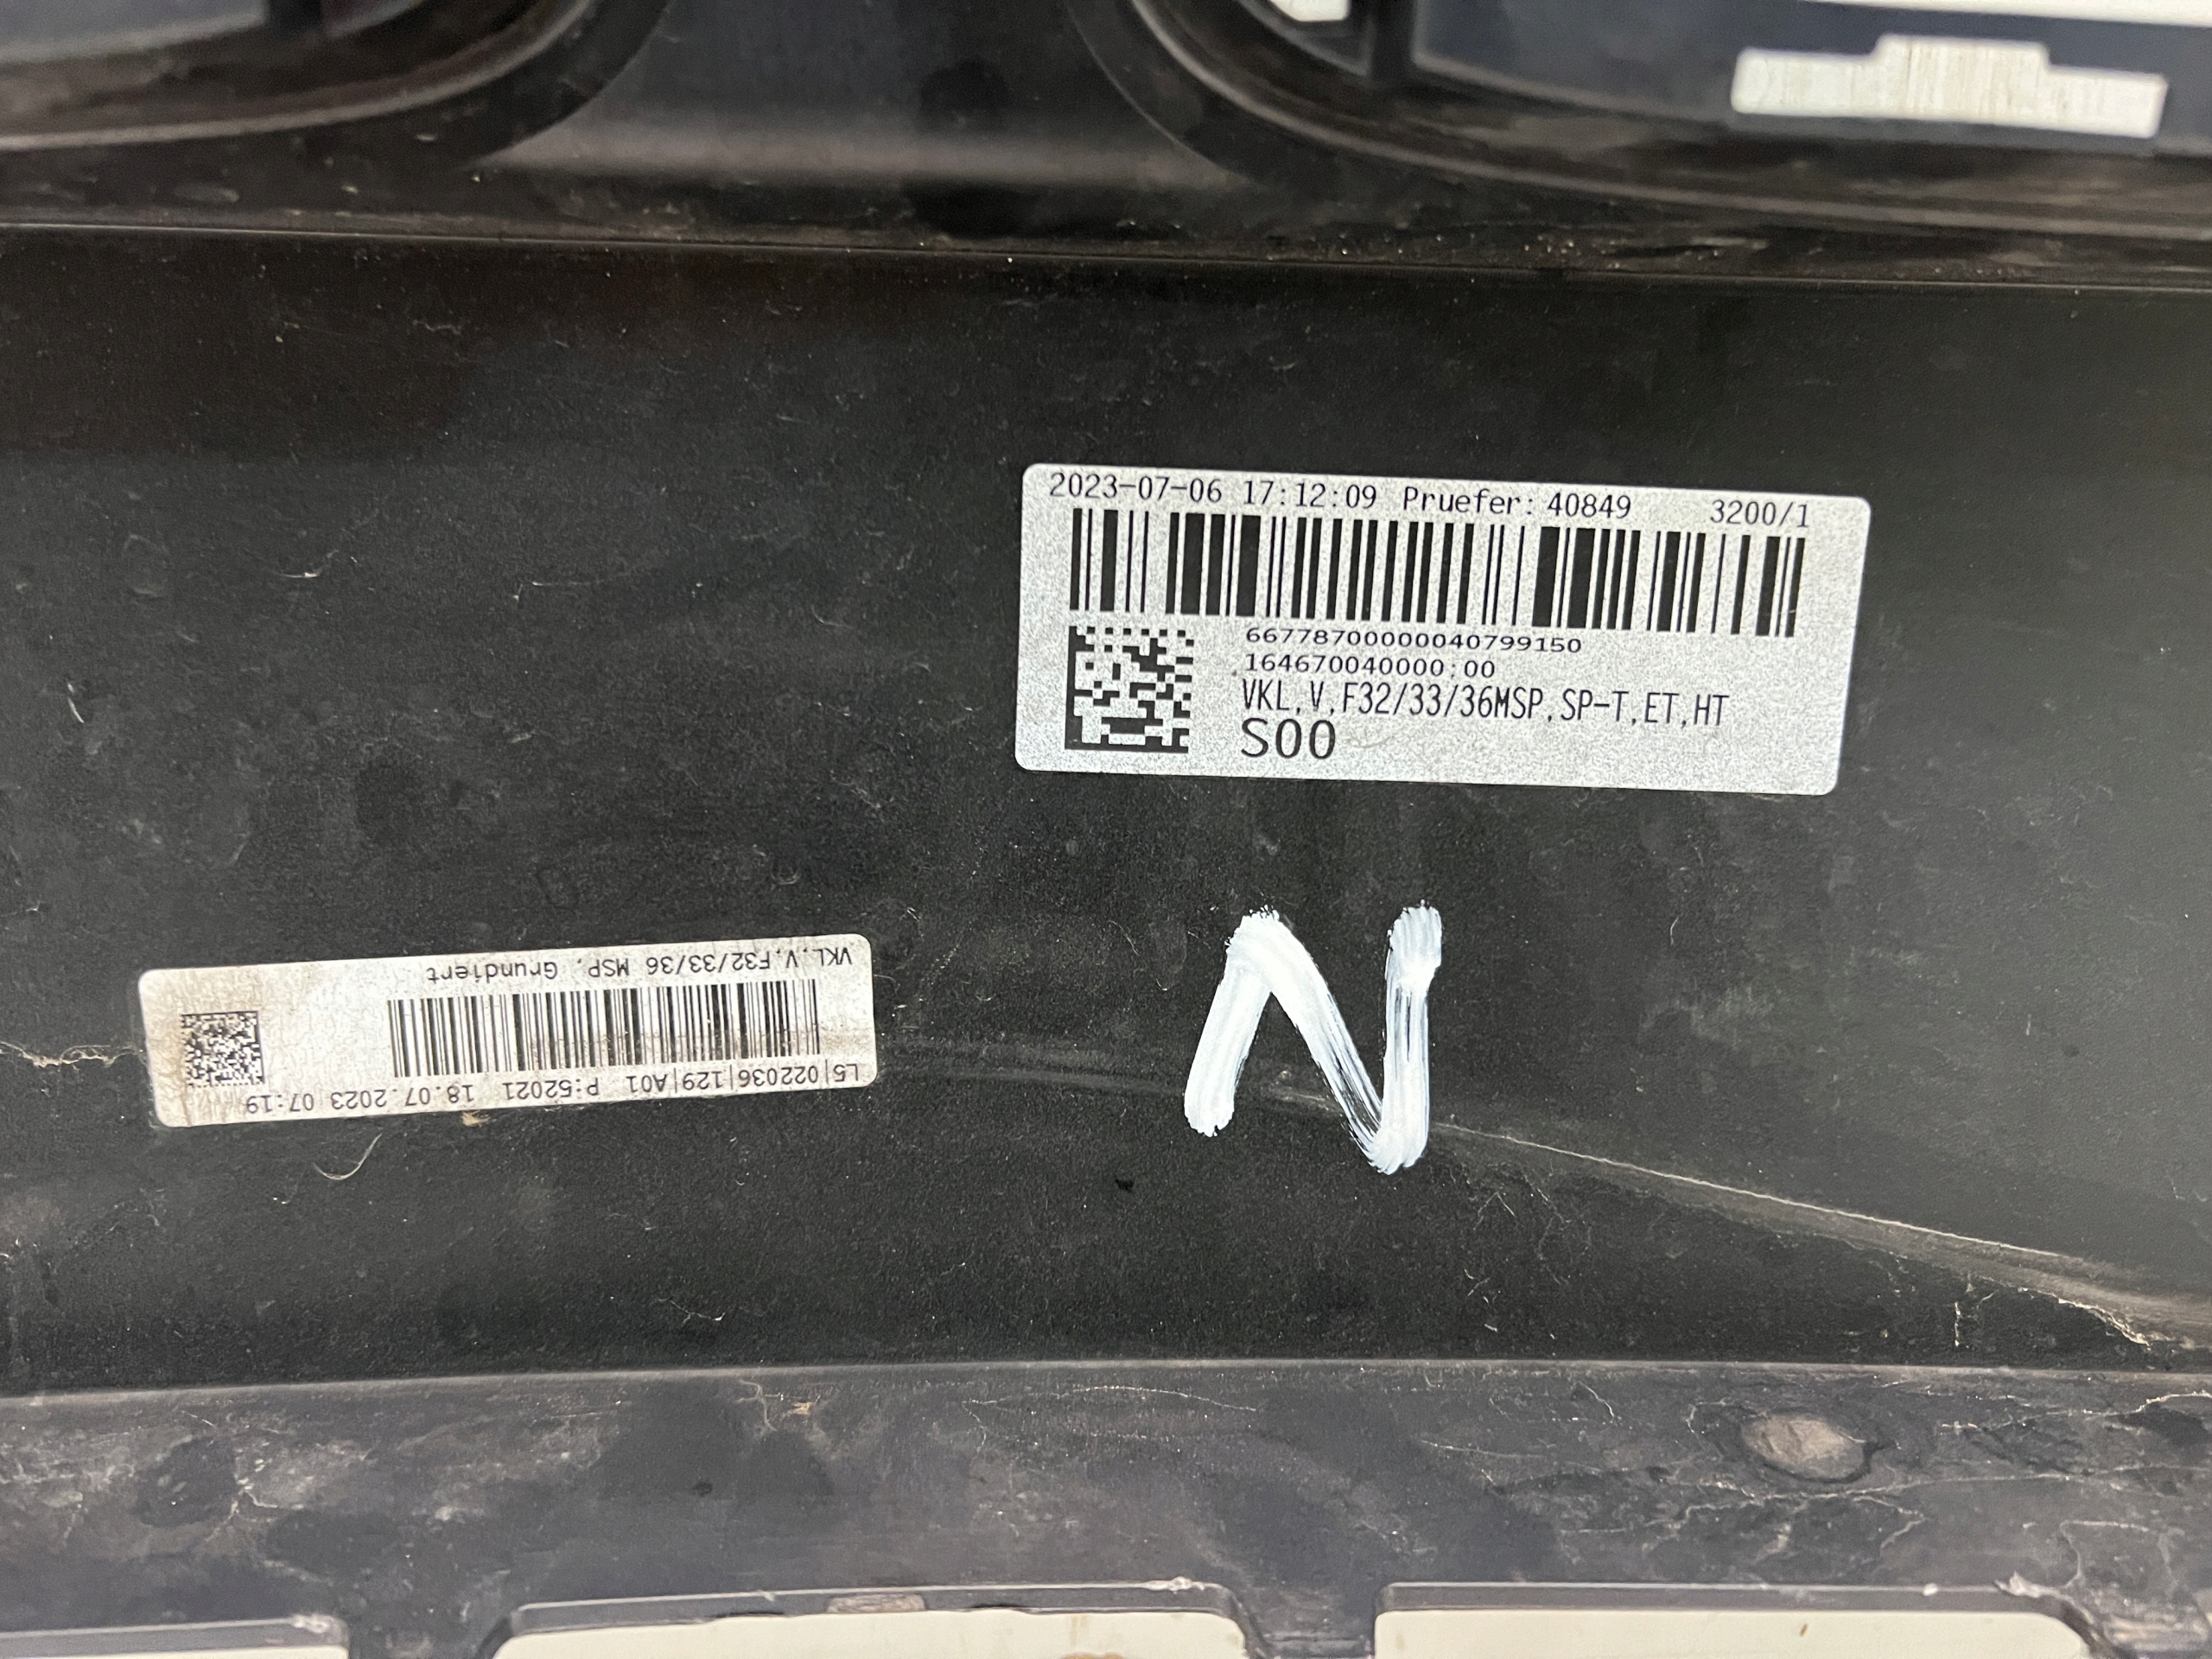 2023-07-06 17:12:09 Pruefer: 40849 3200/1
66778700000040799150
164670040000:00
VKL,V,F32/33/36MSP,SP-T,ET,HT
S00
N
L5|022036|129|A01 P:52021 18.07.2023 07:19
VKL,V,F32/33/36 MSP, Grundiert